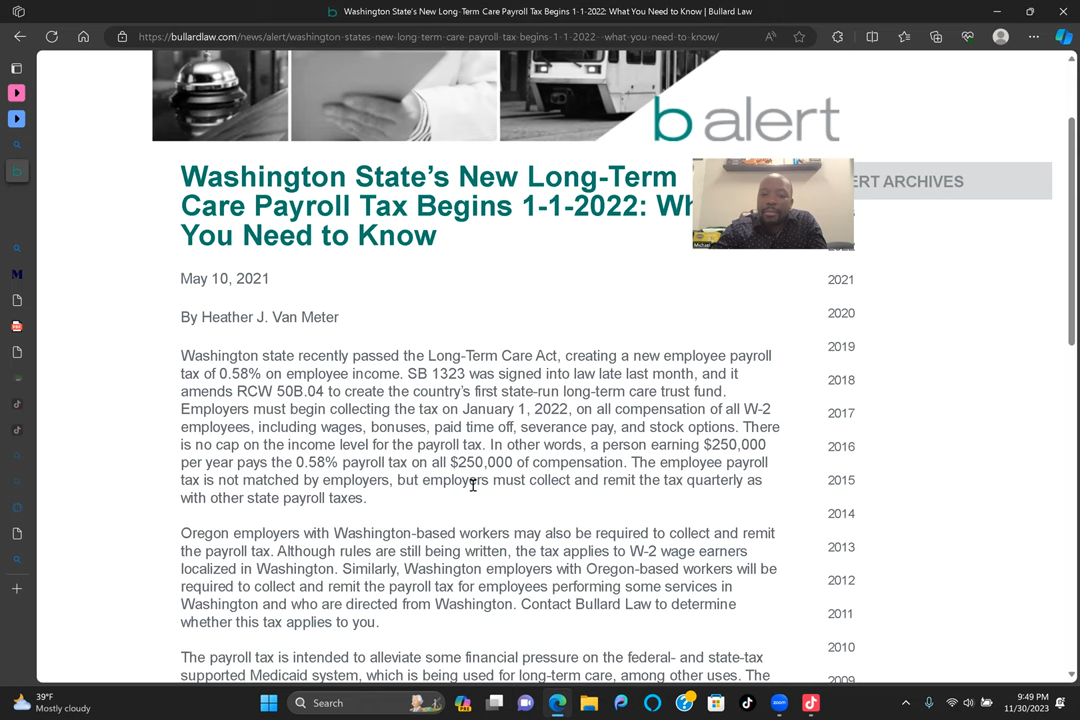 Washington State's New Long-Term Care Payroll Tax Begins 1-1-2022: What You Need to Know | Bullard Law
https://bullardlaw.com/news/alert/washington-states-new-long-term-care-payroll-tax-begins-1-1-2022--what-you-need-to-know/
b alert
Washington State's New Long-Term
Care Payroll Tax Begins 1-1-2022:
You Need to Know
ARCHIVES
Michael
May 10, 2021
By Heather J. Van Meter
Washington state recently passed the Long-Term Care Act, creating a new employee payroll
tax of 0.58% on employee income. SB 1323 was signed into law late last month, and it
amends RCW 50B.04 to create the country's first state-run long-term care trust fund.
Employers must begin collecting the tax on January 1, 2022, on all compensation of all W-2
employees, including wages, bonuses, paid time off, severance pay, and stock options. There
is no cap on the income level for the payroll tax. In other words, a person earning $250,000
per year pays the 0.58% payroll tax on all $250,000 of compensation. The employee payroll
tax is not matched by employers, but employers must collect and remit the tax quarterly as
with other state payroll taxes.
Oregon employers with Washington-based workers may also be required to collect and remit
the payroll tax. Although rules are still being written, the tax applies to W-2 wage earners
localized in Washington. Similarly, Washington employers with Oregon-based workers will be
required to collect and remit the payroll tax for employees performing some services in
Washington and who are directed from Washington. Contact Bullard Law to determine
whether this tax applies to you.
The payroll tax is intended to alleviate some financial pressure on the federal- and state-tax
supported Medicaid system, which is being used for long-term care, among other uses. The
2021
2020
2019
2018
2017
2016
2015
2014
2013
2012
2011
2010
2009
39°F
Mostly cloudy
Search
9:49 PM
11/30/2023